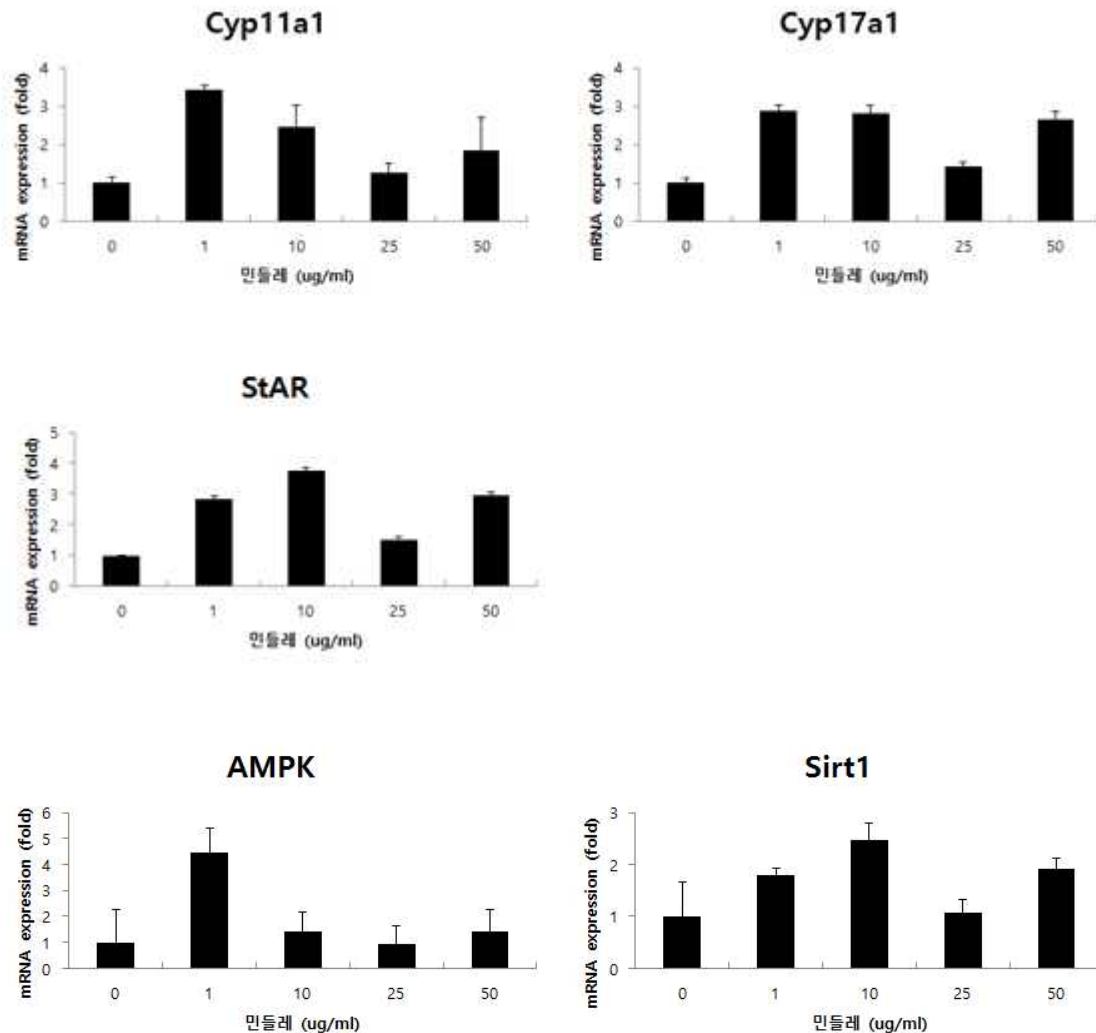 Cyp11a1
mRNA expression (fold)
4
3
2
1
0
0 1 10 25 50
민들레 (ug/ml)
Cyp17a1
mRNA expression (fold)
4
3
2
1
0
0 1 10 25 50
민들레 (ug/ml)
StAR
mRNA expression (fold)
5
4
3
2
1
0
0 1 10 25 50
민들레 (ug/ml)
AMPK
mRNA expression (fold)
6
5
4
3
2
1
0
0 1 10 25 50
민들레 (ug/ml)
Sirt1
mRNA expression (fold)
3
2
1
0
0 1 10 25 50
민들레 (ug/ml)